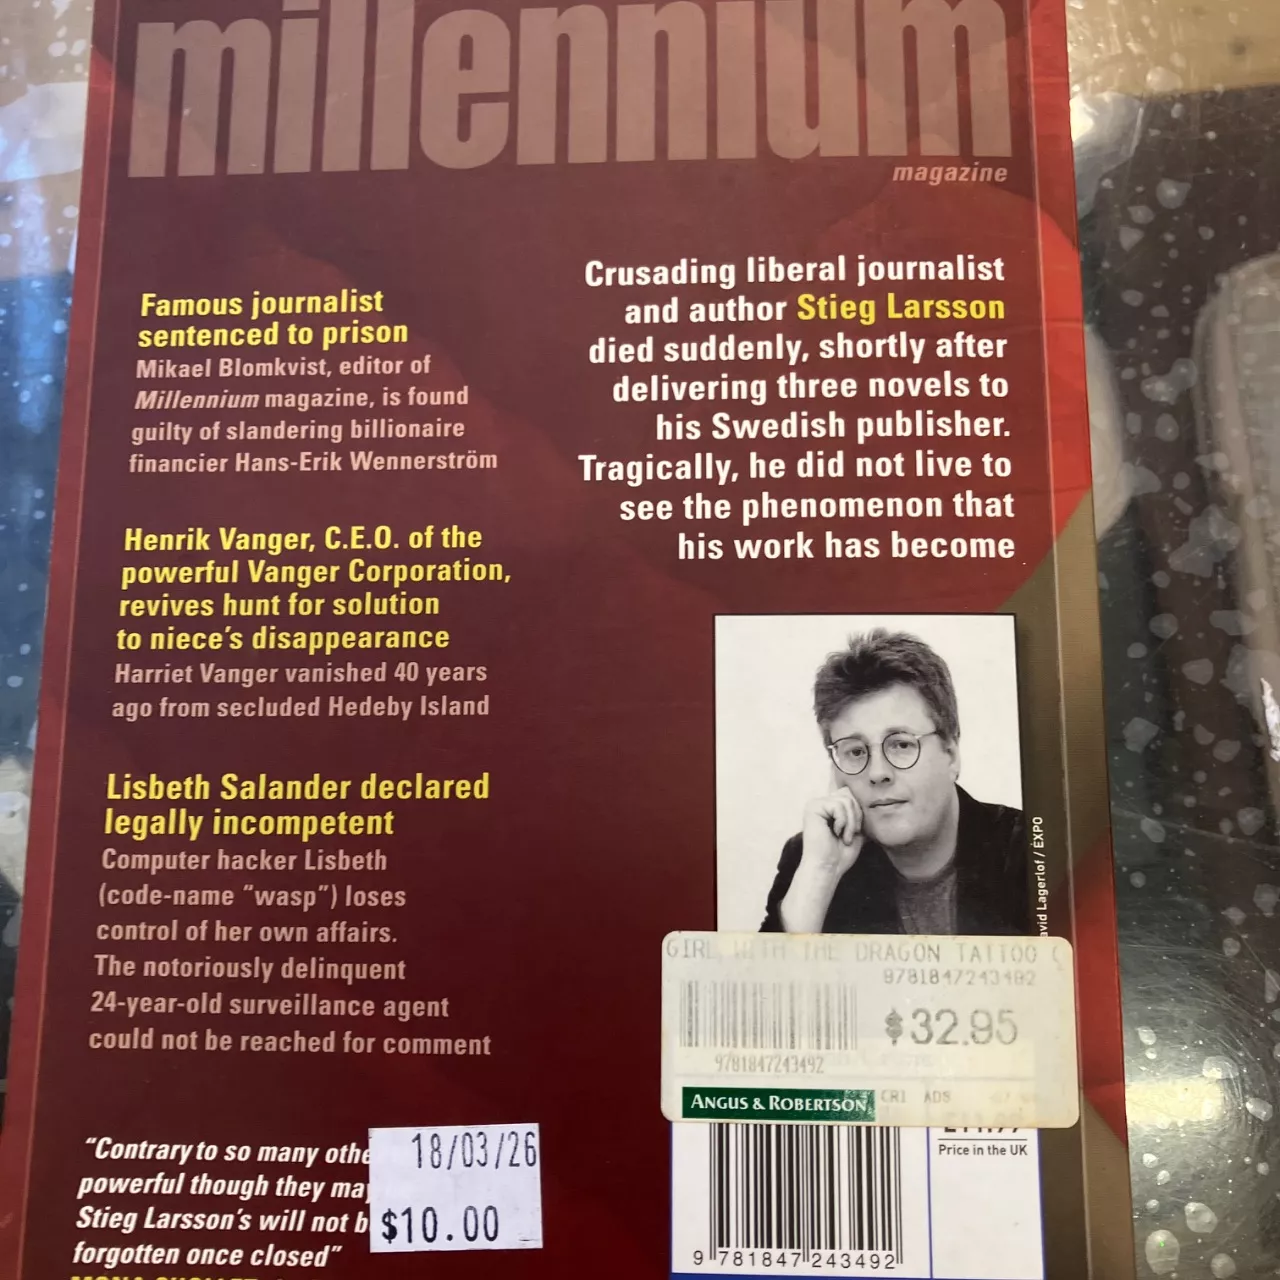 millennium
magazine
Famous journalist
sentenced to prison
Mikael Blomkvist, editor of
Millennium magazine, is found
guilty of slandering billionaire
financier Hans-Erik Wennerström
Henrik Vanger, C.E.O. of the
powerful Vanger Corporation,
revives hunt for solution
to niece's disappearance
Harriet Vanger vanished 40 years
ago from secluded Hedeby Island
Lisbeth Salander declared
legally incompetent
Computer hacker Lisbeth
(code-name "wasp") loses
control of her own affairs.
The notoriously delinquent
24-year-old surveillance agent
could not be reached for comment
"Contrary to so many othe
powerful though they may
Stieg Larsson's will not b
forgotten once closed"
18/03/26
$10.00
Crusading liberal journalist
and author Stieg Larsson
died suddenly, shortly after
delivering three novels to
his Swedish publisher.
Tragically, he did not live to
see the phenomenon that
his work has become
avid Lagerlof / EXPO
GIRL WITH THE DRAGON TATTOO (
9781847243492
$32.95
9781847243492
ANGUS & ROBERTSON
CRI ADS
Price in the UK
9 781847 243492